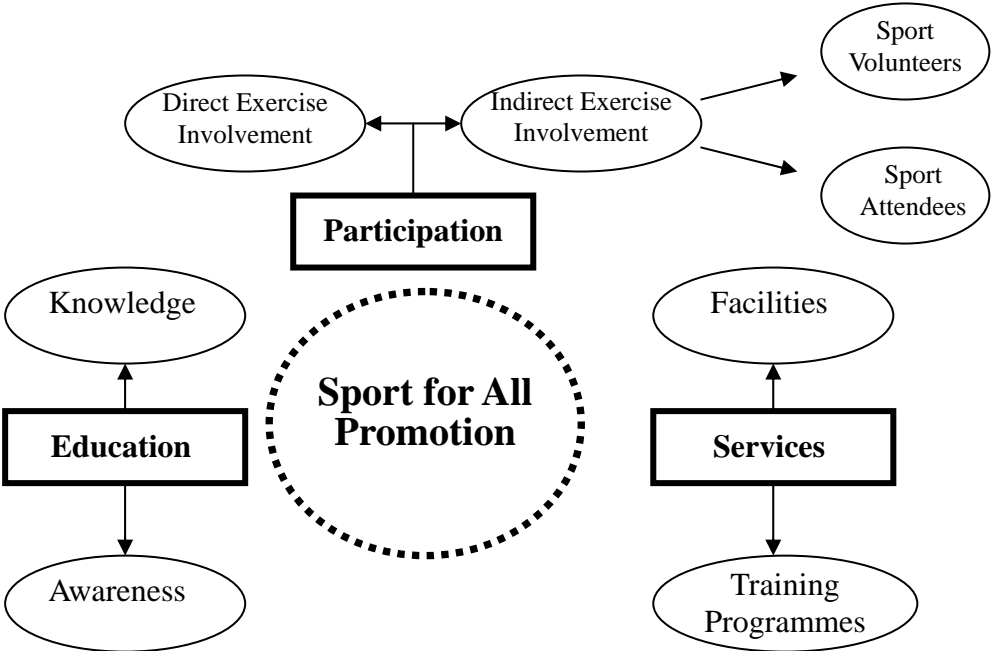 Sport
Volunteers
Direct Exercise
Involvement
Indirect Exercise
Involvement
Sport
Attendees
Participation
Knowledge
Facilities
Sport for All
Promotion
Education
Services
Awareness
Training
Programmes